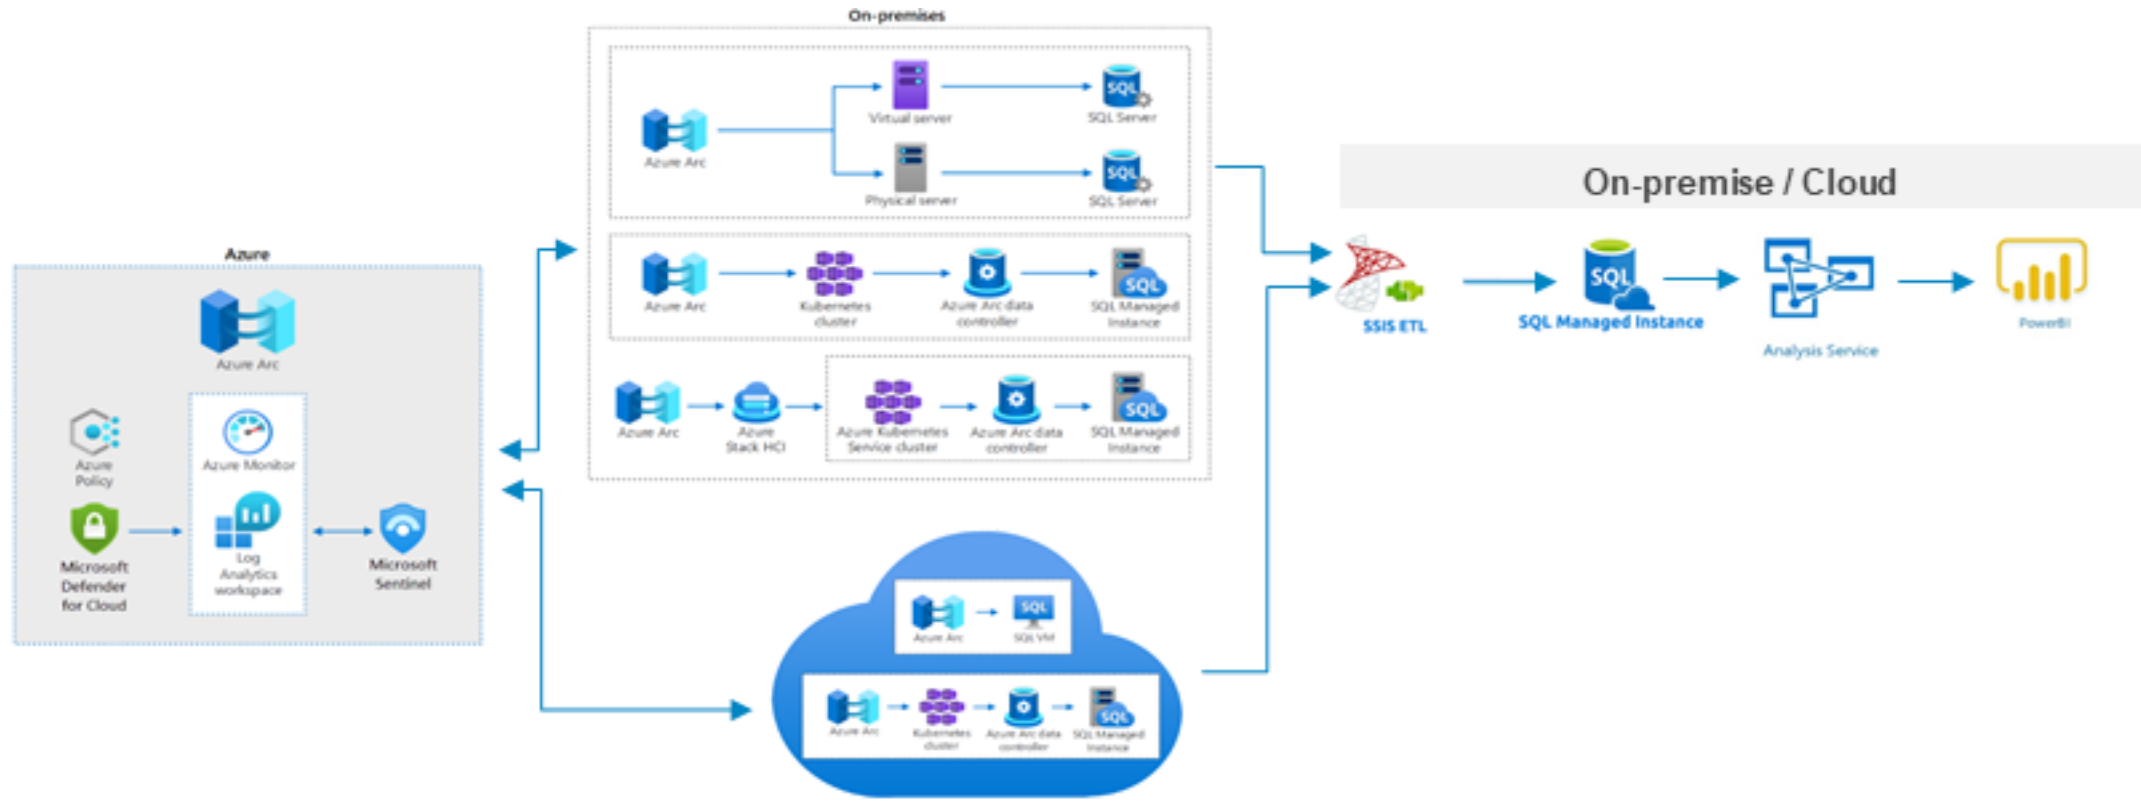 On-premises
Virtual server
SQL
SQL Server
Azure Arc
Physical server
SQL
SQL Server
Azure Arc
Kubernetes
cluster
Azure Arc data
controller
SQL
SQL Managed
Instance
Azure Arc
Azure
Stack HCI
Azure Kubernetes
Service cluster
Azure Arc data
controller
SQL
SQL Managed
Instance
Azure
Azure Arc
Azure
Policy
Azure Monitor
Microsoft
Defender
for Cloud
Log
Analytics
workspace
Microsoft
Sentinel
SQL
Azure Arc
SQL VM
Azure Arc
Kubernetes
cluster
Azure Arc data
controller
SQL
SQL Managed
Instance
On-premise / Cloud
SSIS ETL
SQL
SQL Managed Instance
Analysis Service
PowerBI